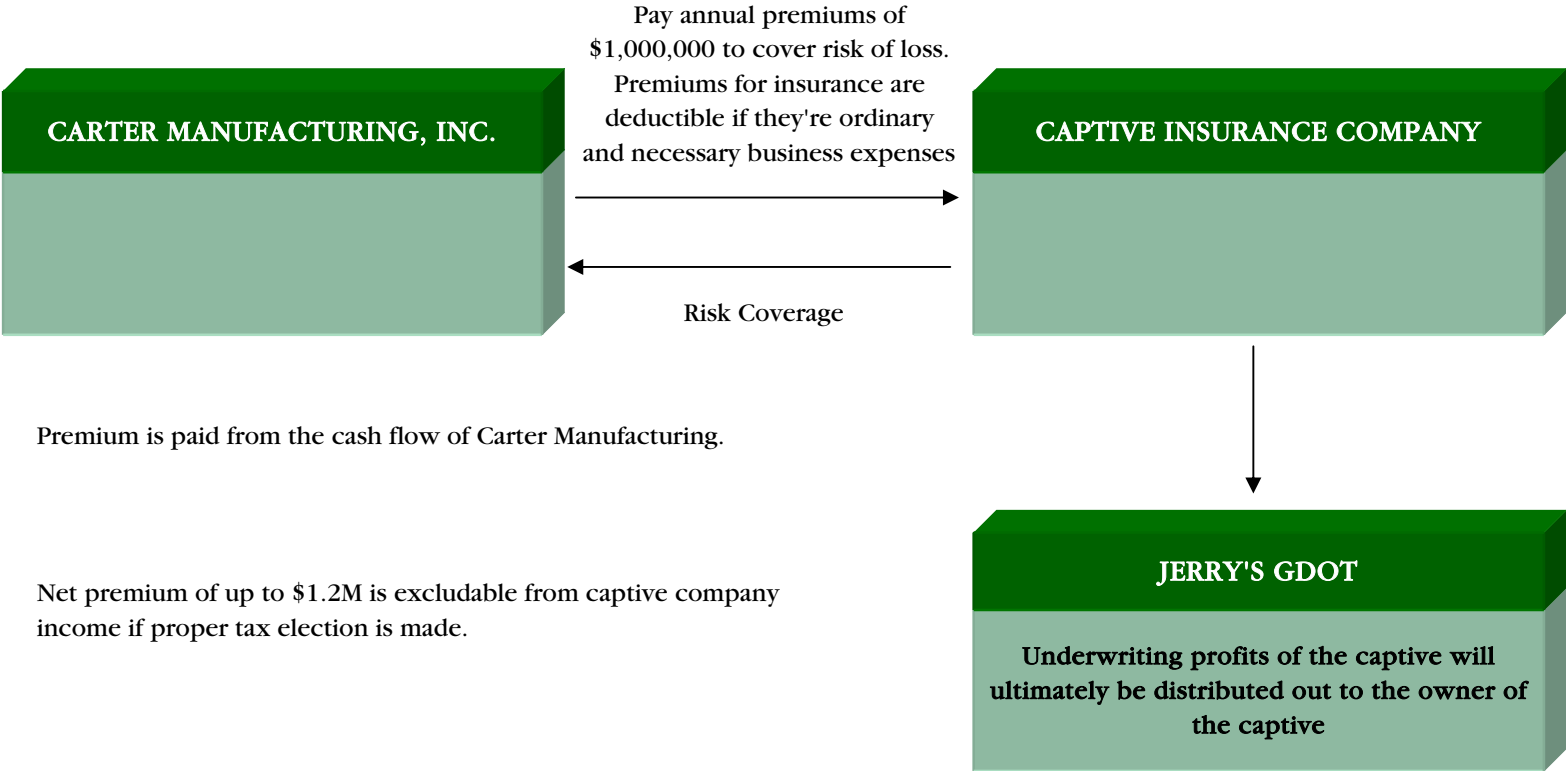 Pay annual premiums of
$1,000,000 to cover risk of loss.
Premiums for insurance are
deductible if they're ordinary
and necessary business expenses
CARTER MANUFACTURING, INC.
CAPTIVE INSURANCE COMPANY
Risk Coverage
Premium is paid from the cash flow of Carter Manufacturing.
Net premium of up to $1.2M is excludable from captive company
income if proper tax election is made.
JERRY'S GDOT
Underwriting profits of the captive will
ultimately be distributed out to the owner of
the captive